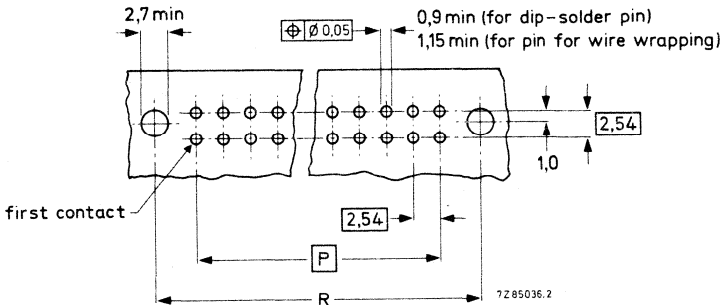 2,7 min
⌖ Ø 0,05
0,9 min (for dip-solder pin)
1,15 min (for pin for wire wrapping)
2,54
1,0
first contact
2,54
P
R
7Z85036.2